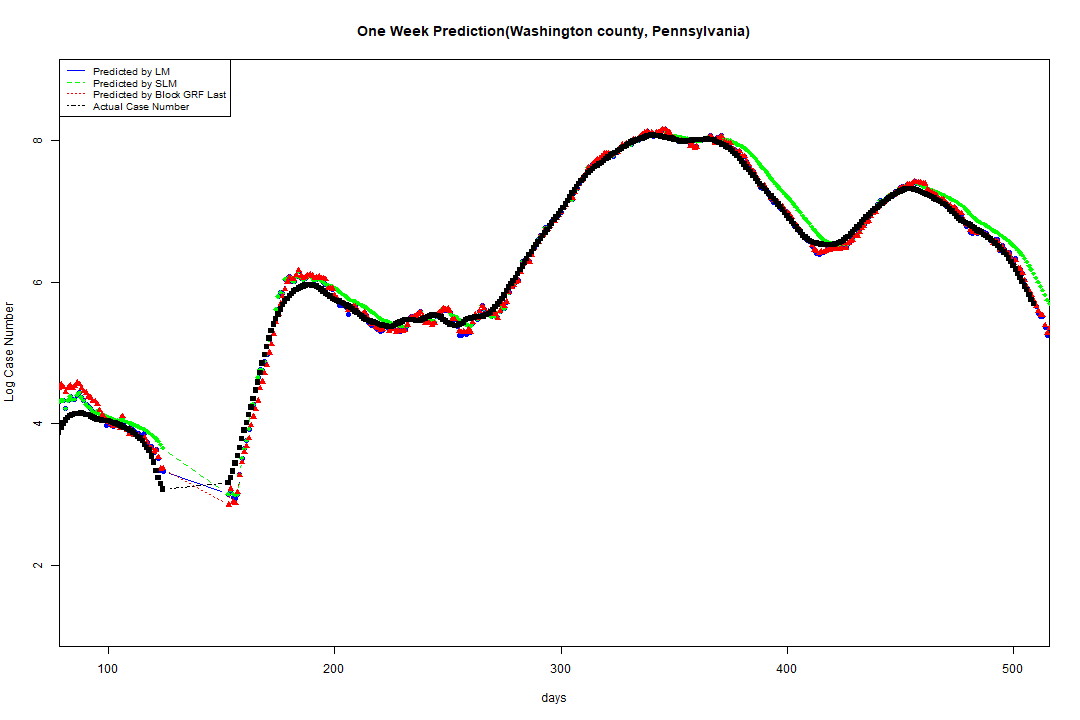 One Week Prediction(Washington county, Pennsylvania)
Predicted by LM
Predicted by SLM
Predicted by Block GRF Last
Actual Case Number
8
6
4
2
Log Case Number
100 200 300 400 500
days